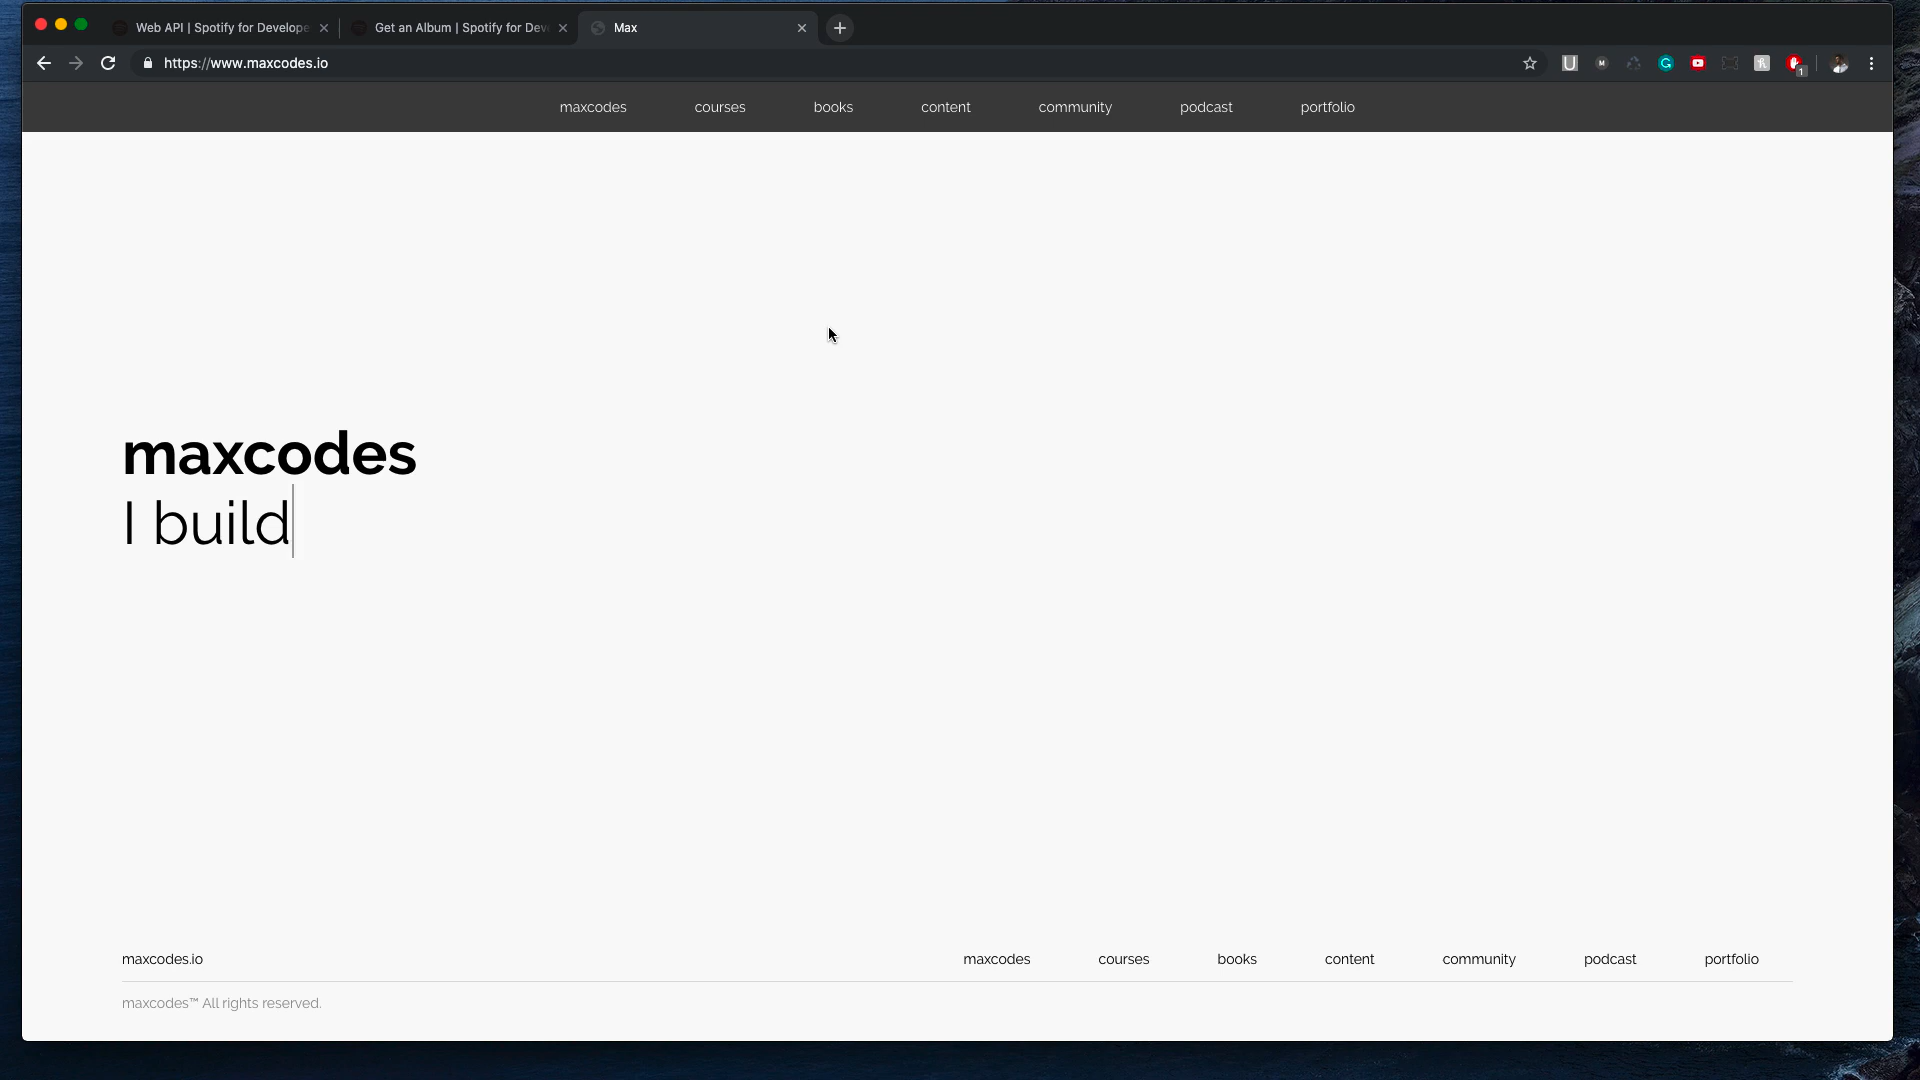 Web API | Spotify for Develope
Get an Album | Spotify for Dev
Max
https://www.maxcodes.io
maxcodes courses books content community podcast portfolio
maxcodes
I build
maxcodes.io maxcodes courses books content community podcast portfolio
maxcodes™ All rights reserved.